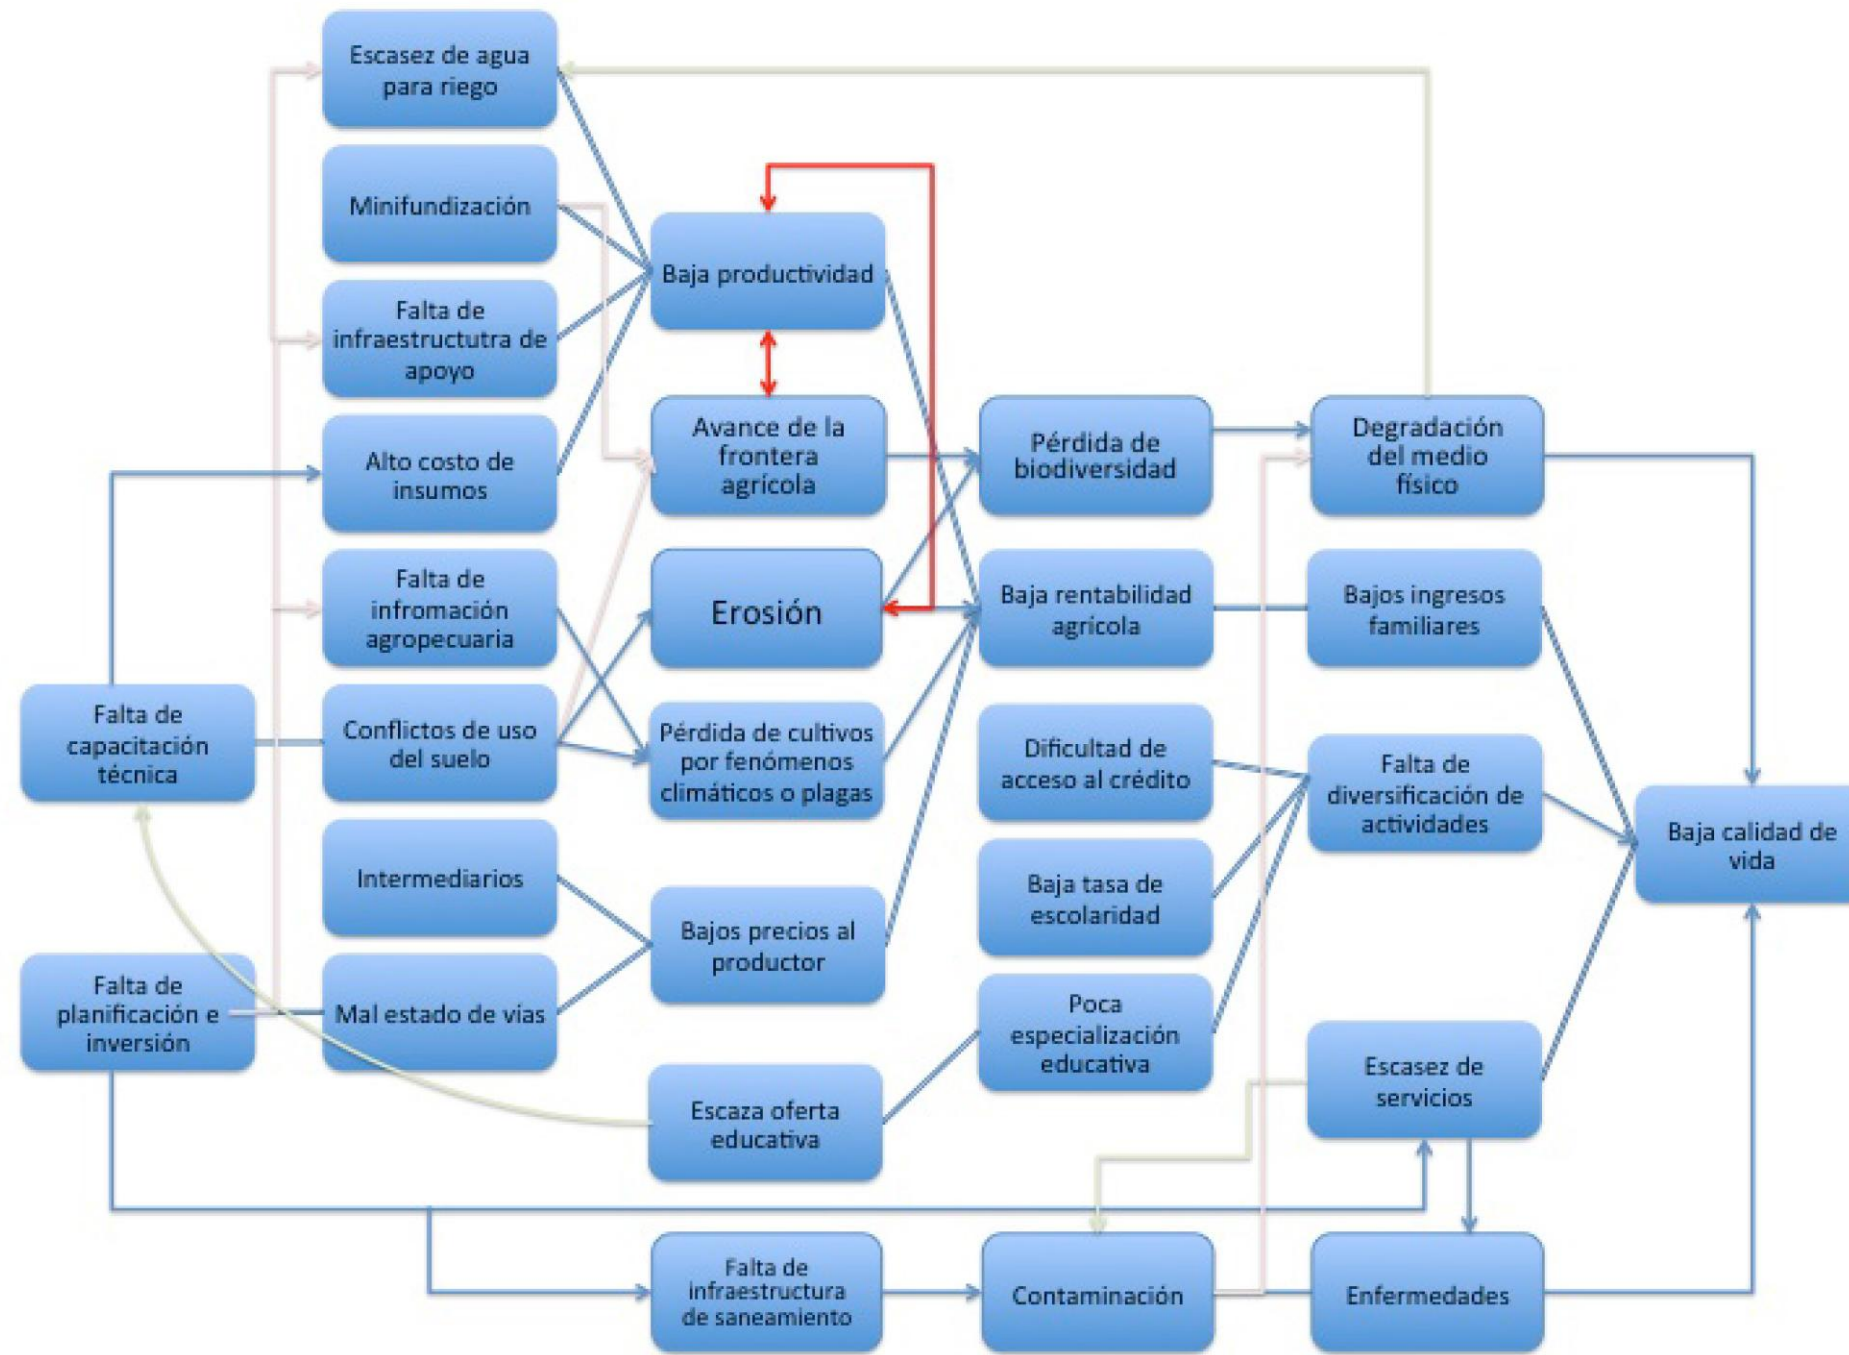 Escasez de agua
para riego
Minifundización
Falta de
infraestructutra de
apoyo
Alto costo de
insumos
Falta de
infromación
agropecuaria
Falta de
capacitación
técnica
Conflictos de uso
del suelo
Intermediarios
Falta de
planificación e
inversión
Mal estado de vías
Baja productividad
Avance de la
frontera
agrícola
Erosión
Pérdida de cultivos
por fenómenos
climáticos o plagas
Bajos precios al
productor
Escaza oferta
educativa
Falta de
infraestructura
de saneamiento
Pérdida de
biodiversidad
Baja rentabilidad
agrícola
Dificultad de
acceso al crédito
Baja tasa de
escolaridad
Poca
especialización
educativa
Contaminación
Degradación
del medio
físico
Bajos ingresos
familiares
Falta de
diversificación de
actividades
Escasez de
servicios
Enfermedades
Baja calidad de
vida